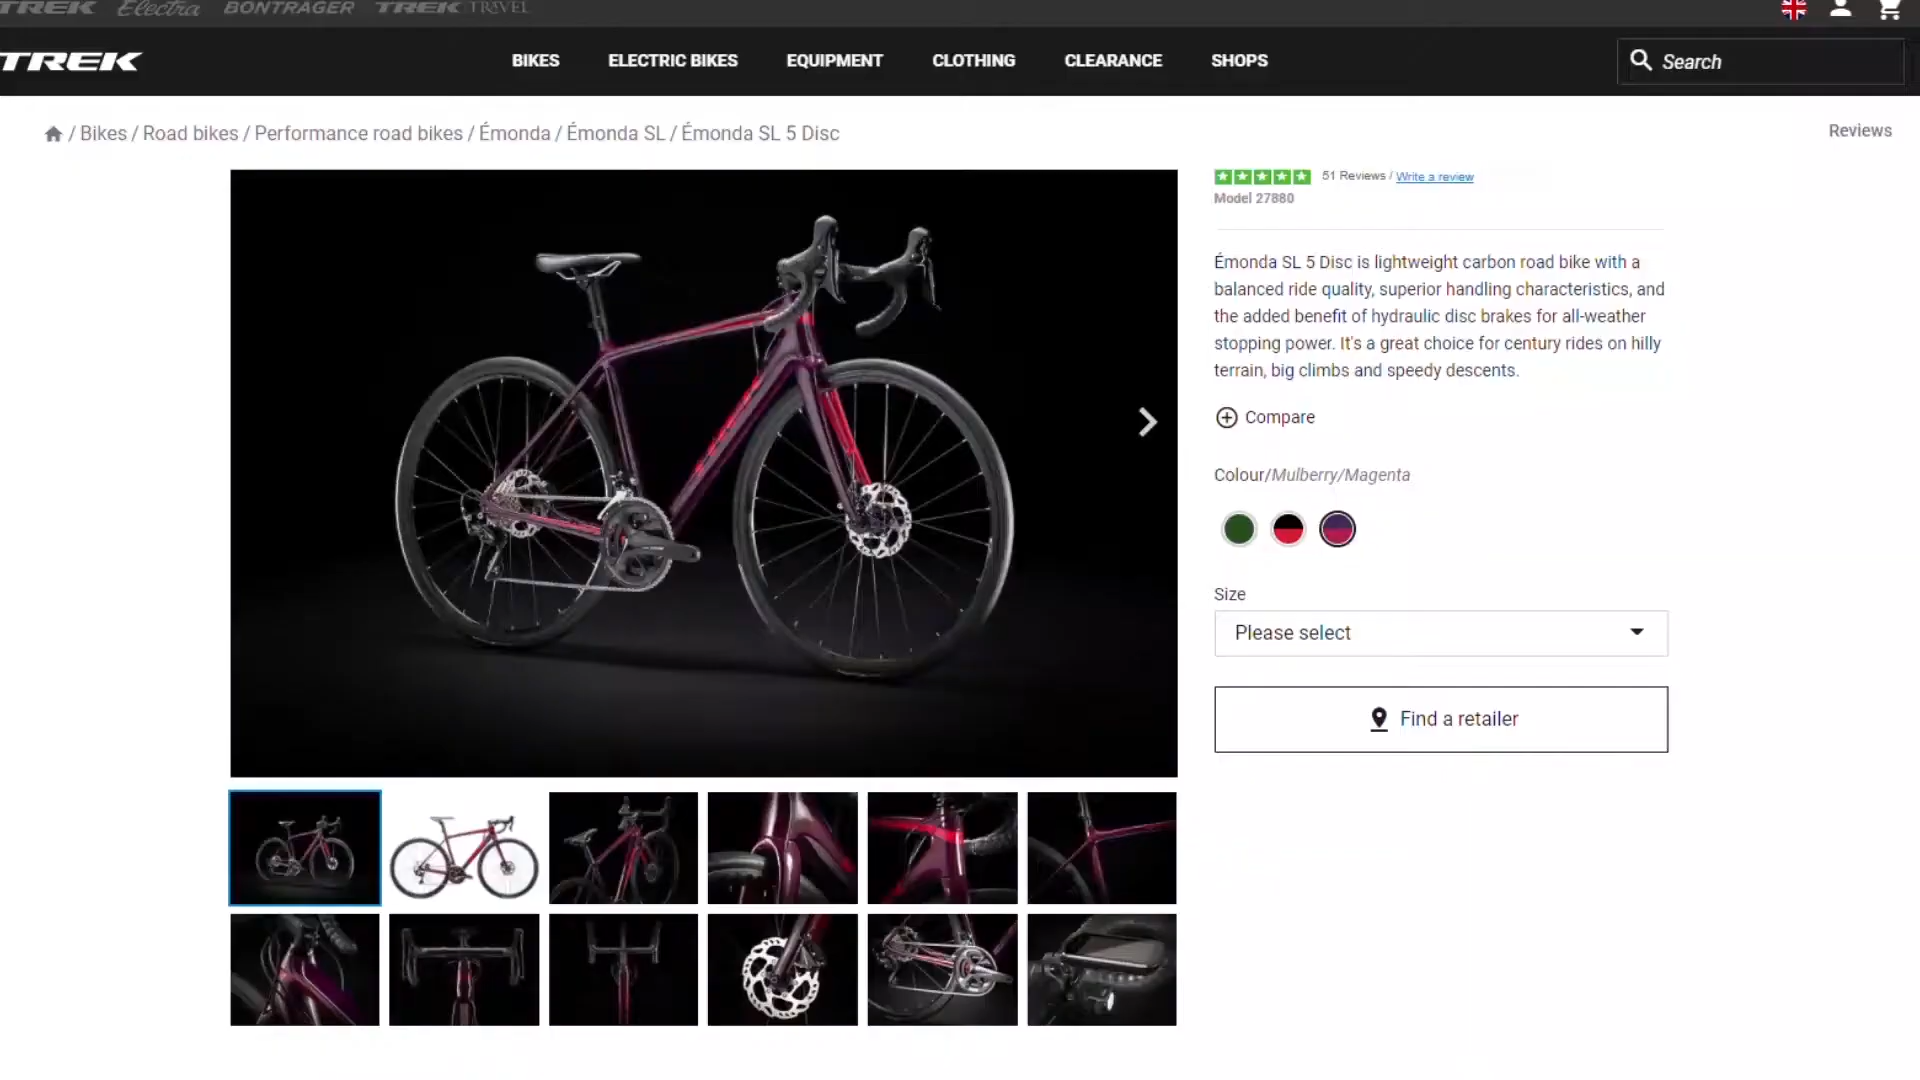 TREK Electra BONTRAGER TREK TRAVEL
TREK
BIKES ELECTRIC BIKES EQUIPMENT CLOTHING CLEARANCE SHOPS
Search
/ Bikes / Road bikes / Performance road bikes / Émonda / Émonda SL / Émonda SL 5 Disc
Reviews
51 Reviews / Write a review
Model 27880
Émonda SL 5 Disc is lightweight carbon road bike with a
balanced ride quality, superior handling characteristics, and
the added benefit of hydraulic disc brakes for all-weather
stopping power. It's a great choice for century rides on hilly
terrain, big climbs and speedy descents.
Compare
Colour/Mulberry/Magenta
Size
Please select
Find a retailer
TREK